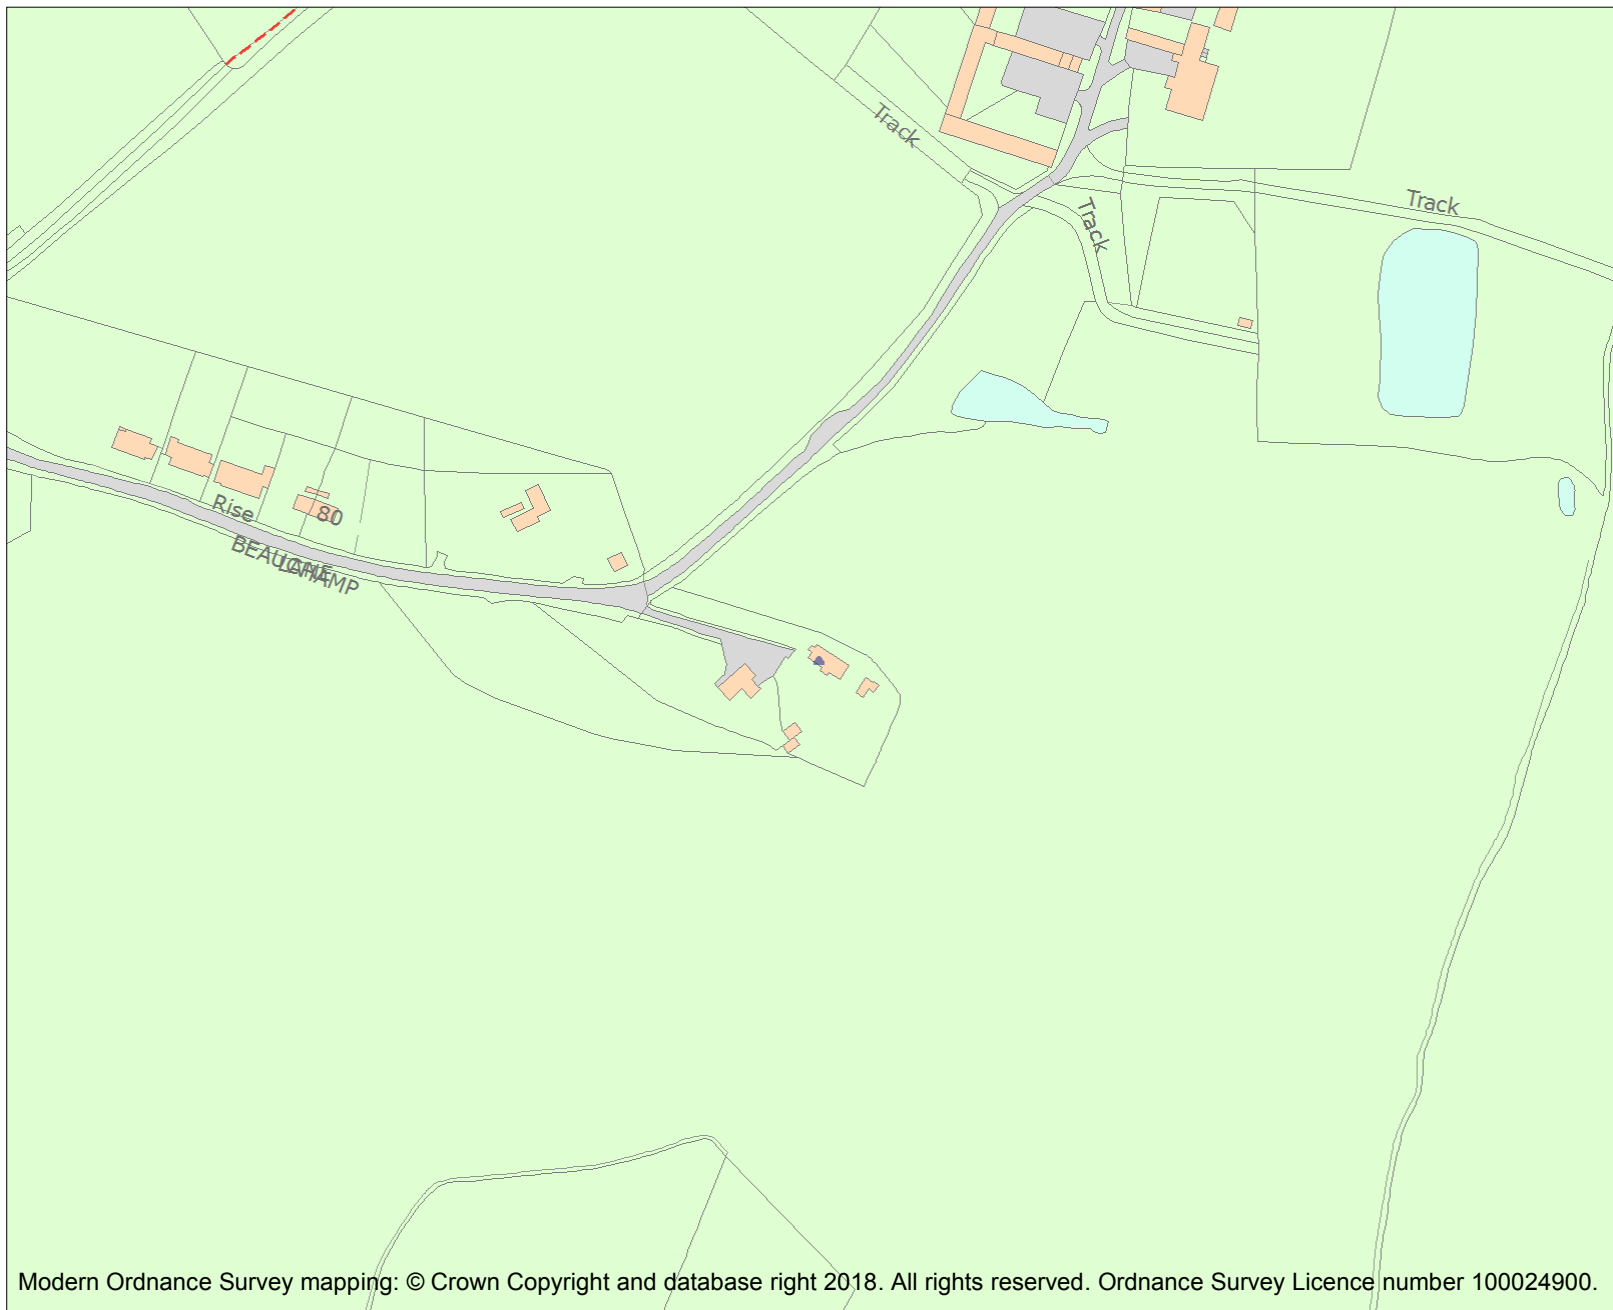 Track
Track
Track
Rise
80
BEAUCHAMP
LANE
Modern Ordnance Survey mapping: © Crown Copyright and database right 2018. All rights reserved. Ordnance Survey Licence number 100024900.